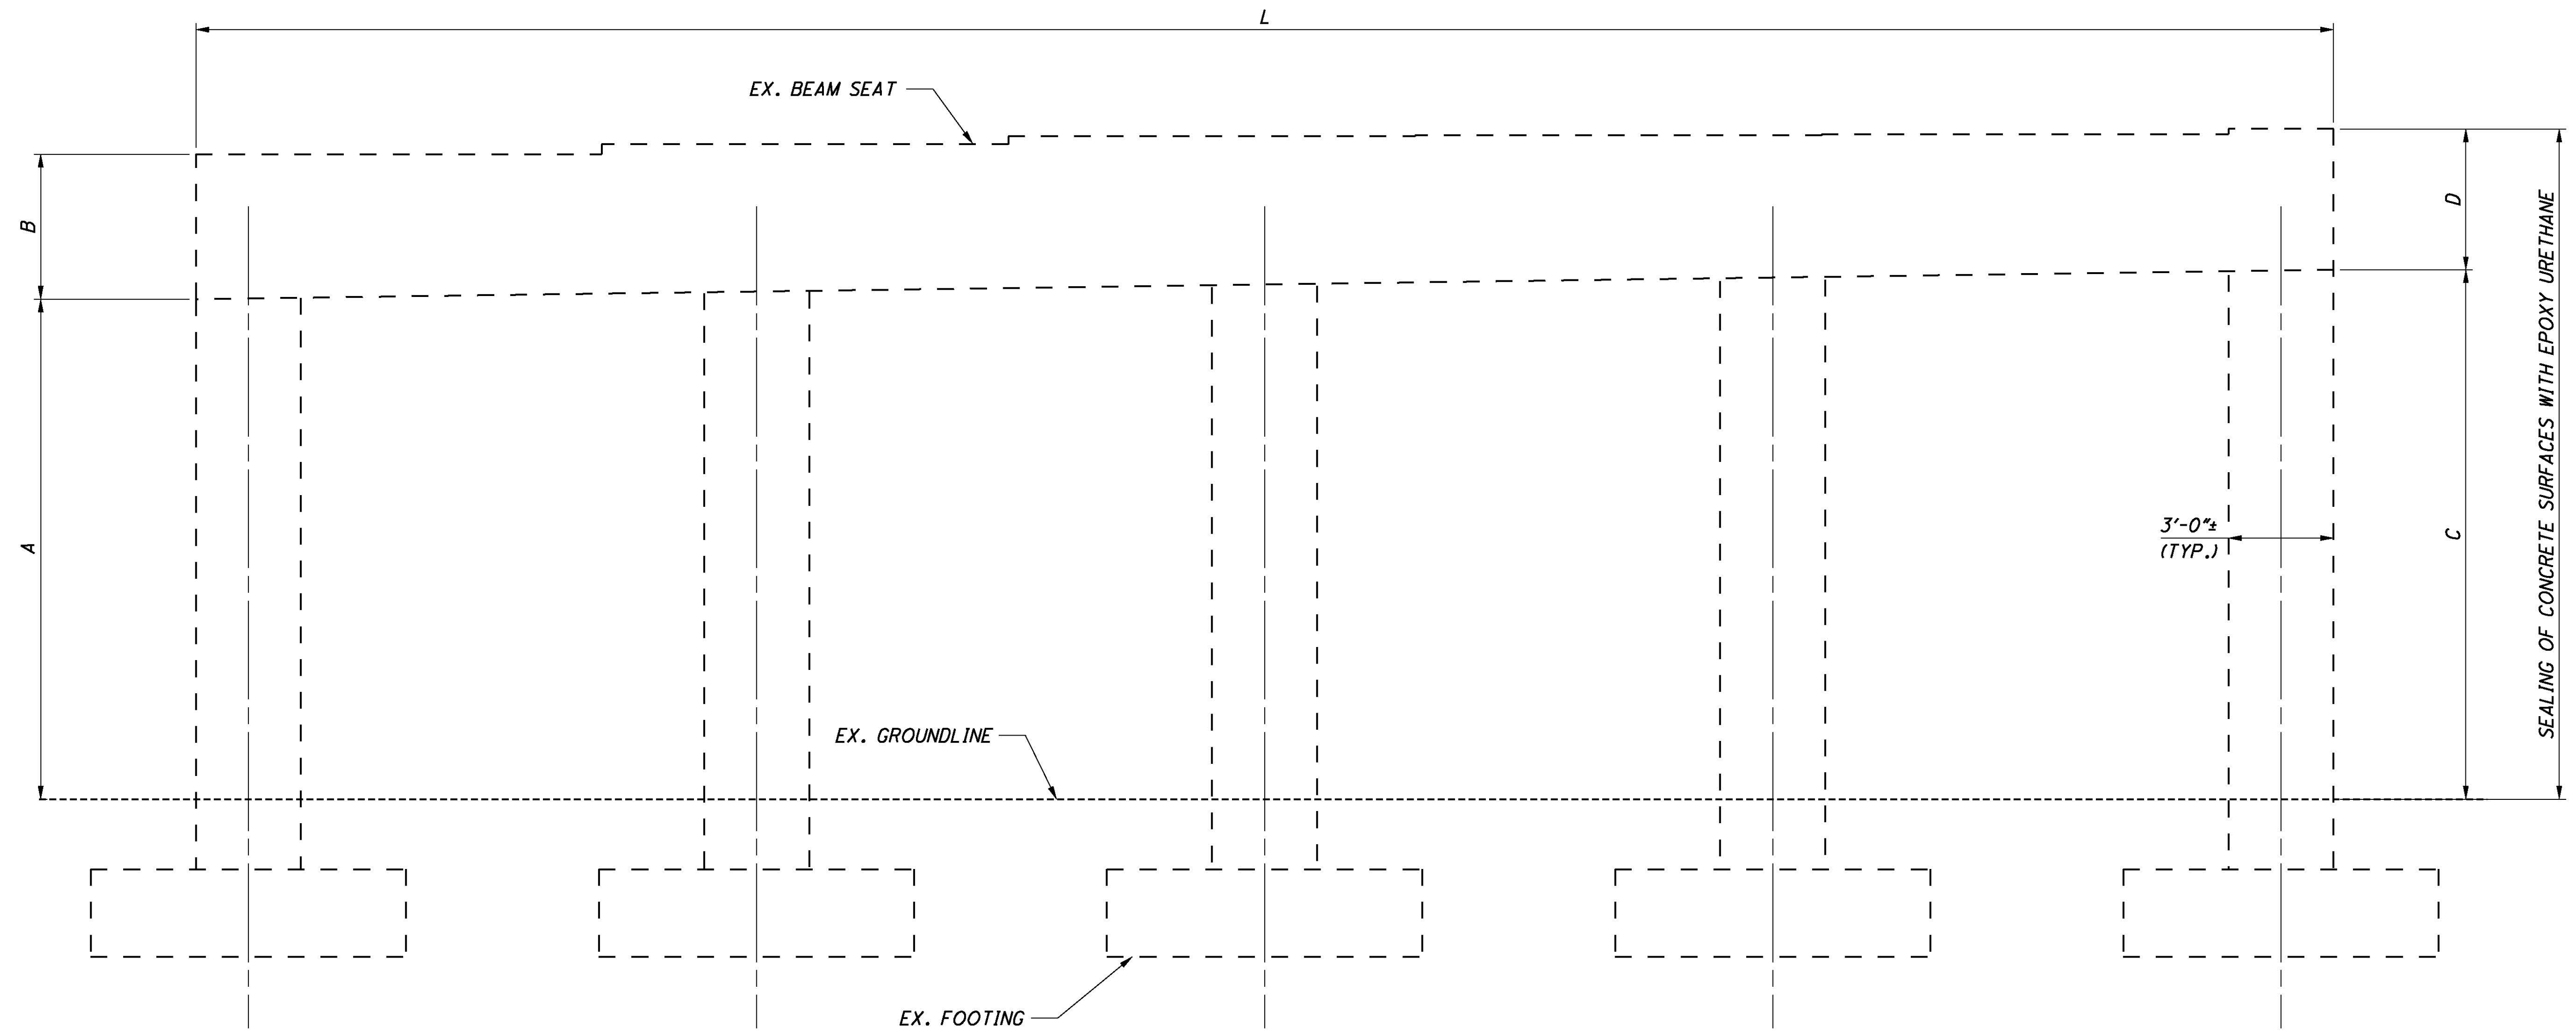 L
EX. BEAM SEAT
B
D
A
C
SEALING OF CONCRETE SURFACES WITH EPOXY URETHANE
3'-0"±
(TYP.)
EX. GROUNDLINE
EX. FOOTING